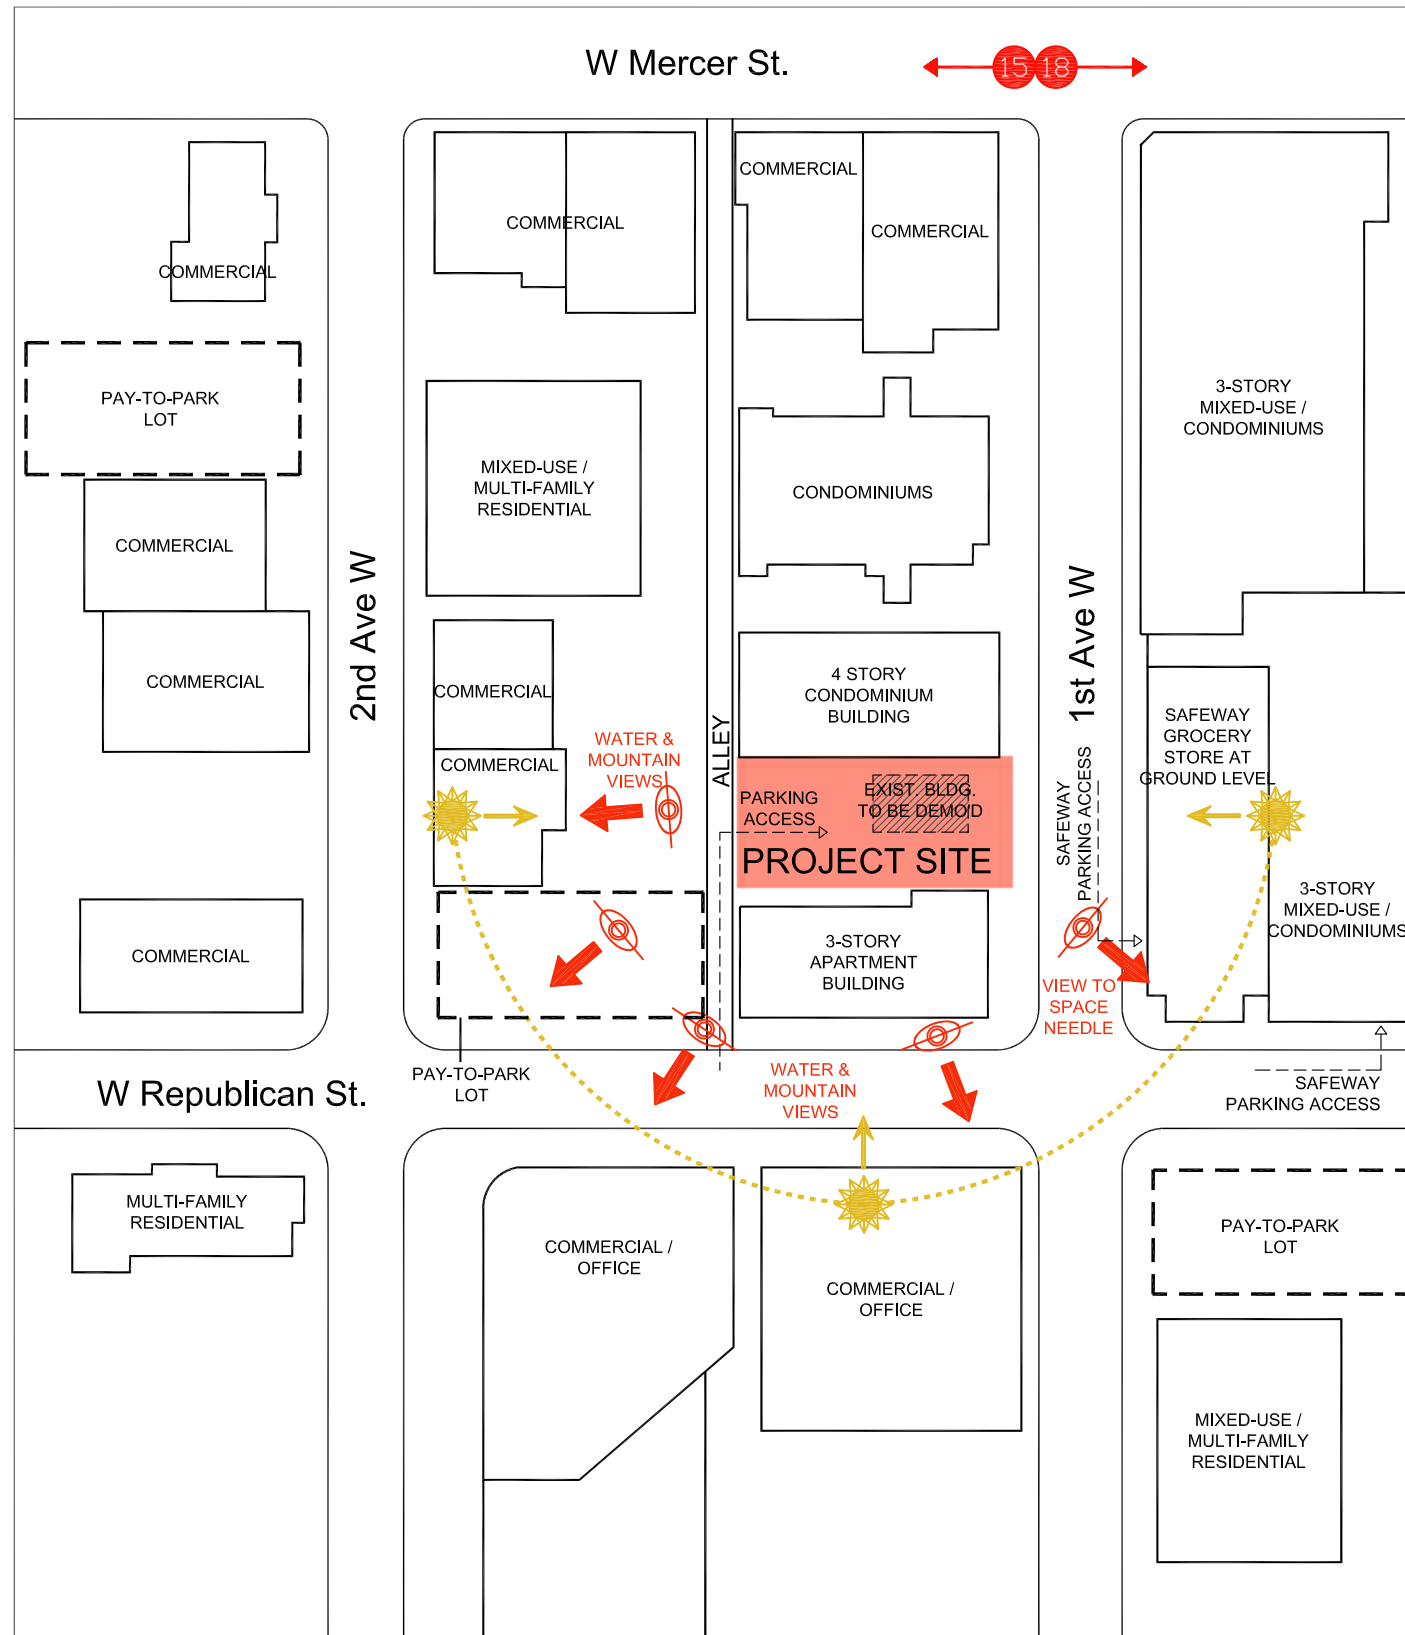 W Mercer St.
15 18
COMMERCIAL
COMMERCIAL
COMMERCIAL
COMMERCIAL
PAY-TO-PARK
LOT
3-STORY
MIXED-USE /
CONDOMINIUMS
MIXED-USE /
MULTI-FAMILY
RESIDENTIAL
CONDOMINIUMS
COMMERCIAL
2nd Ave W
1st Ave W
COMMERCIAL
COMMERCIAL
4 STORY
CONDOMINIUM
BUILDING
SAFEWAY
GROCERY
STORE AT
GROUND LEVEL
ALLEY
WATER &
MOUNTAIN
VIEWS
COMMERCIAL
PARKING
ACCESS
EXIST. BLDG.
TO BE DEMO'D
PROJECT SITE
SAFEWAY
PARKING ACCESS
3-STORY
MIXED-USE /
CONDOMINIUMS
COMMERCIAL
3-STORY
APARTMENT
BUILDING
VIEW TO
SPACE
NEEDLE
W Republican St.
PAY-TO-PARK
LOT
WATER &
MOUNTAIN
VIEWS
SAFEWAY
PARKING ACCESS
MULTI-FAMILY
RESIDENTIAL
COMMERCIAL /
OFFICE
COMMERCIAL /
OFFICE
PAY-TO-PARK
LOT
MIXED-USE /
MULTI-FAMILY
RESIDENTIAL